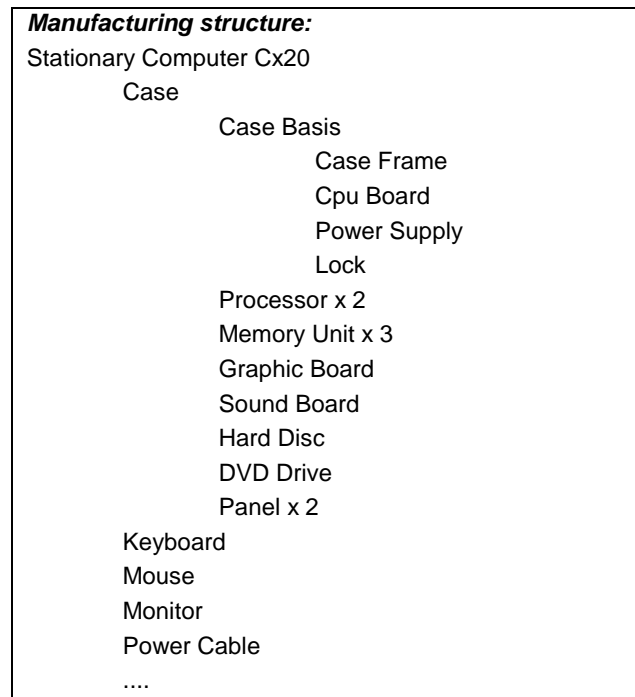 Manufacturing structure:
Stationary Computer Cx20
Case
Case Basis
Case Frame
Cpu Board
Power Supply
Lock
Processor x 2
Memory Unit x 3
Graphic Board
Sound Board
Hard Disc
DVD Drive
Panel x 2
Keyboard
Mouse
Monitor
Power Cable
....